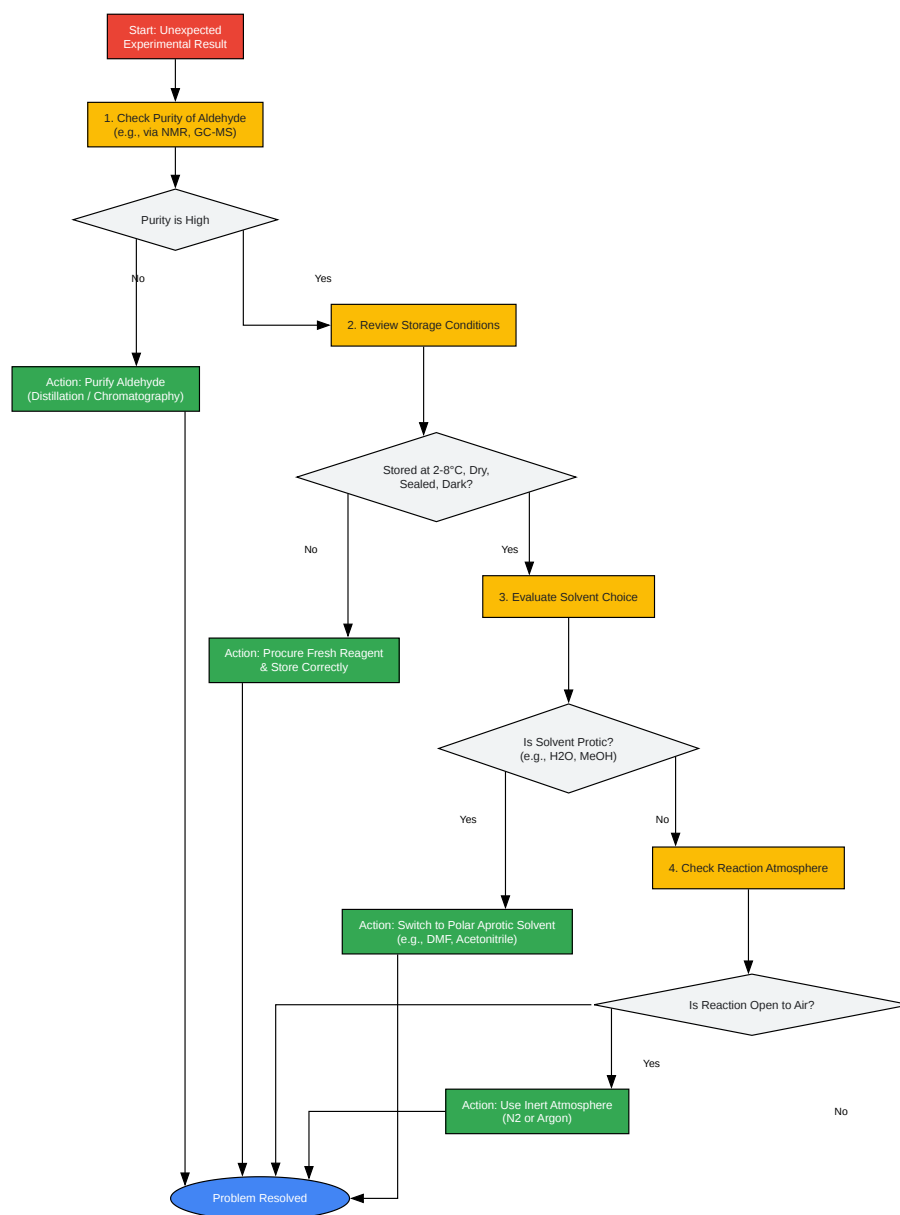 Start: Unexpected
Experimental Result
1. Check Purity of Aldehyde
(e.g., via NMR, GC-MS)
Purity is High
No
Yes
2. Review Storage Conditions
Action: Purify Aldehyde
(Distillation / Chromatography)
Stored at 2-8°C, Dry,
Sealed, Dark?
No
Yes
3. Evaluate Solvent Choice
Action: Procure Fresh Reagent
& Store Correctly
Is Solvent Protic?
(e.g., H2O, MeOH)
Yes
No
4. Check Reaction Atmosphere
Action: Switch to Polar Aprotic Solvent
(e.g., DMF, Acetonitrile)
Is Reaction Open to Air?
Yes
Action: Use Inert Atmosphere
(N2 or Argon)
No
Problem Resolved